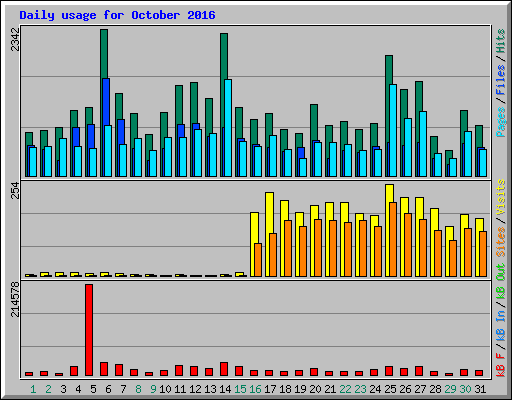 Daily usage for October 2016
2342
Pages / Files / Hits
254
Sites / Visits
214578
kB F / kB In / kB Out
1 2 3 4 5 6 7 8 9 10 11 12 13 14 15 16 17 18 19 20 21 22 23 24 25 26 27 28 29 30 31